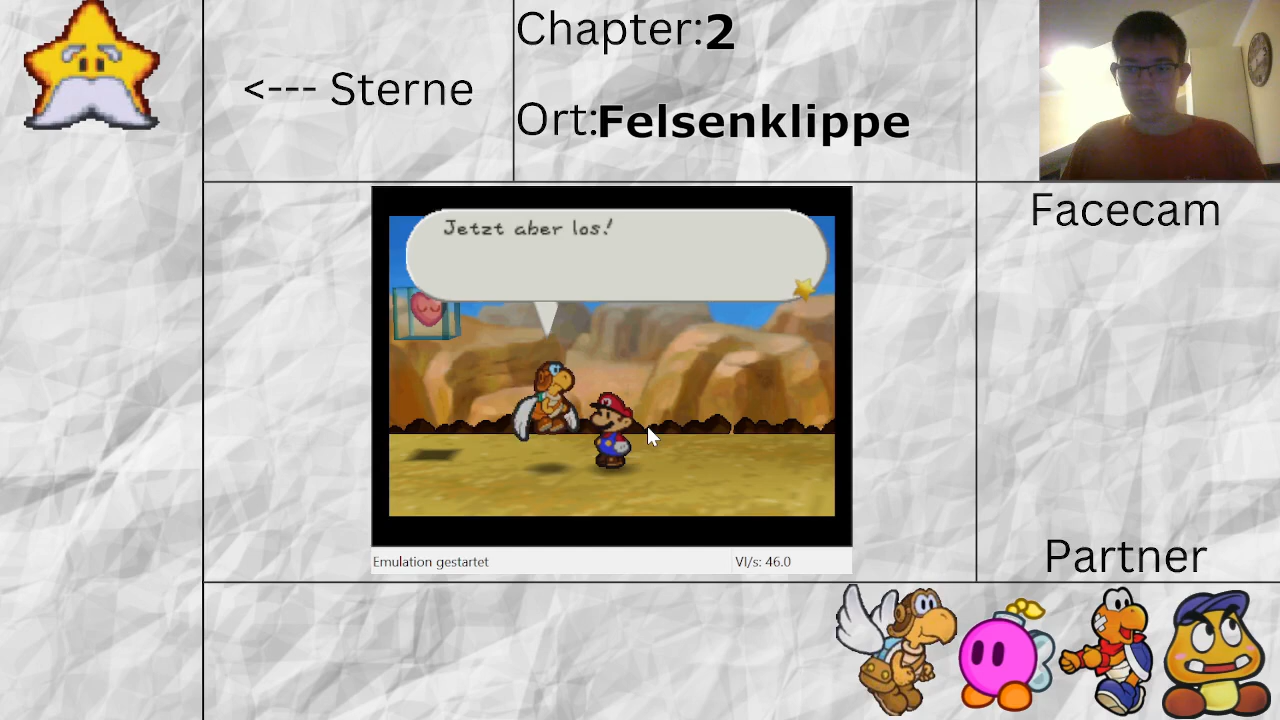 Chapter:2
<--- Sterne
Ort:Felsenklippe
Facecam
Jetzt aber los!
Partner
Emulation gestartet
VI/s: 46.0